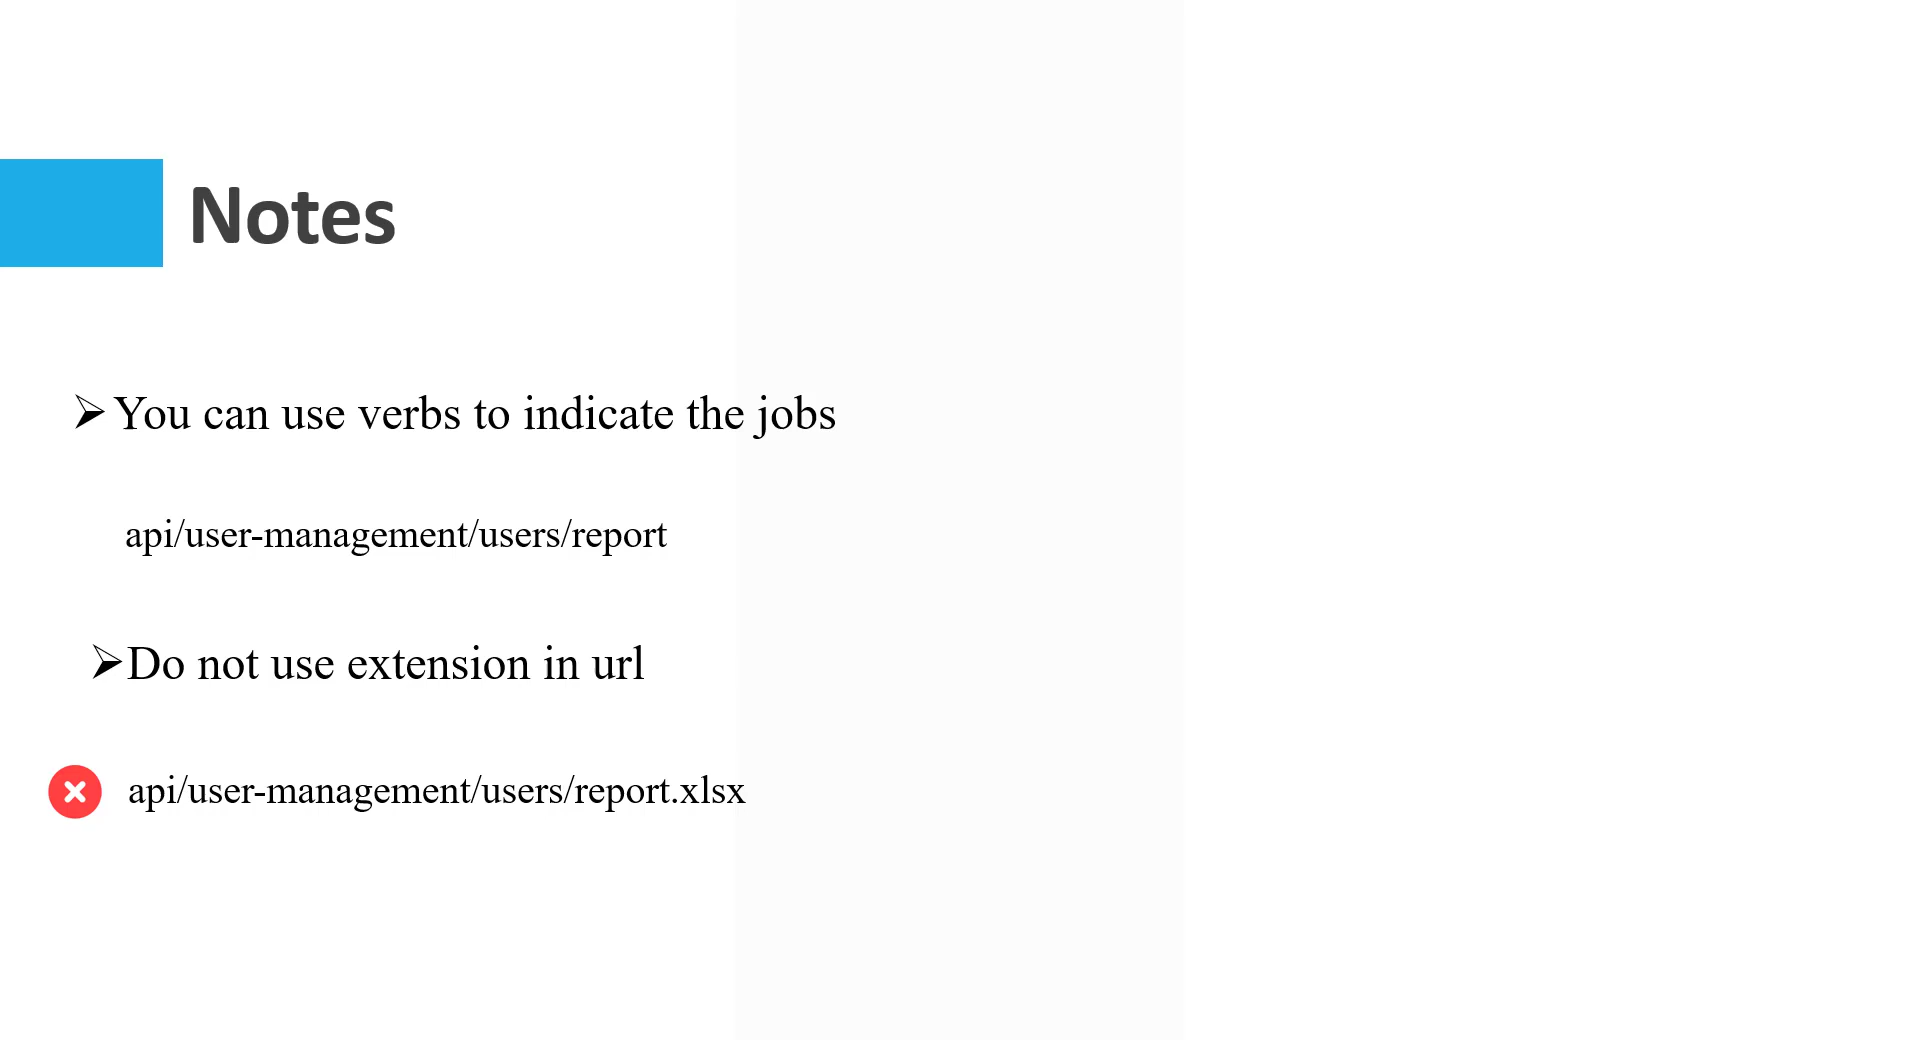 Notes
You can use verbs to indicate the jobs
api/user-management/users/report
Do not use extension in url
api/user-management/users/report.xlsx